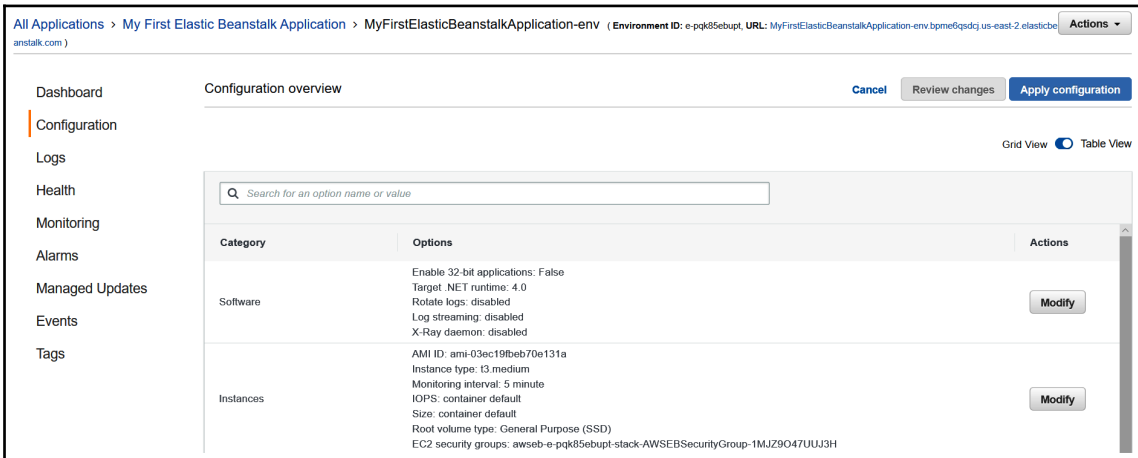 All Applications > My First Elastic Beanstalk Application > MyFirstElasticBeanstalkApplication-env ( Environment ID: e-pqk85ebupt, URL: MyFirstElasticBeanstalkApplication-env.bpme6qsdcj.us-east-2.elasticbe
anstalk.com )
Actions
Dashboard
Configuration
Logs
Health
Monitoring
Alarms
Managed Updates
Events
Tags
Configuration overview
Cancel Review changes Apply configuration
Grid View Table View
Search for an option name or value
Category Options Actions
Software
Enable 32-bit applications: False
Target .NET runtime: 4.0
Rotate logs: disabled
Log streaming: disabled
X-Ray daemon: disabled
Modify
Instances
AMI ID: ami-03ec19fbeb70e131a
Instance type: t3.medium
Monitoring interval: 5 minute
IOPS: container default
Size: container default
Root volume type: General Purpose (SSD)
EC2 security groups: awseb-e-pqk85ebupt-stack-AWSEBSecurityGroup-1MJZ9O47UUJ3H
Modify